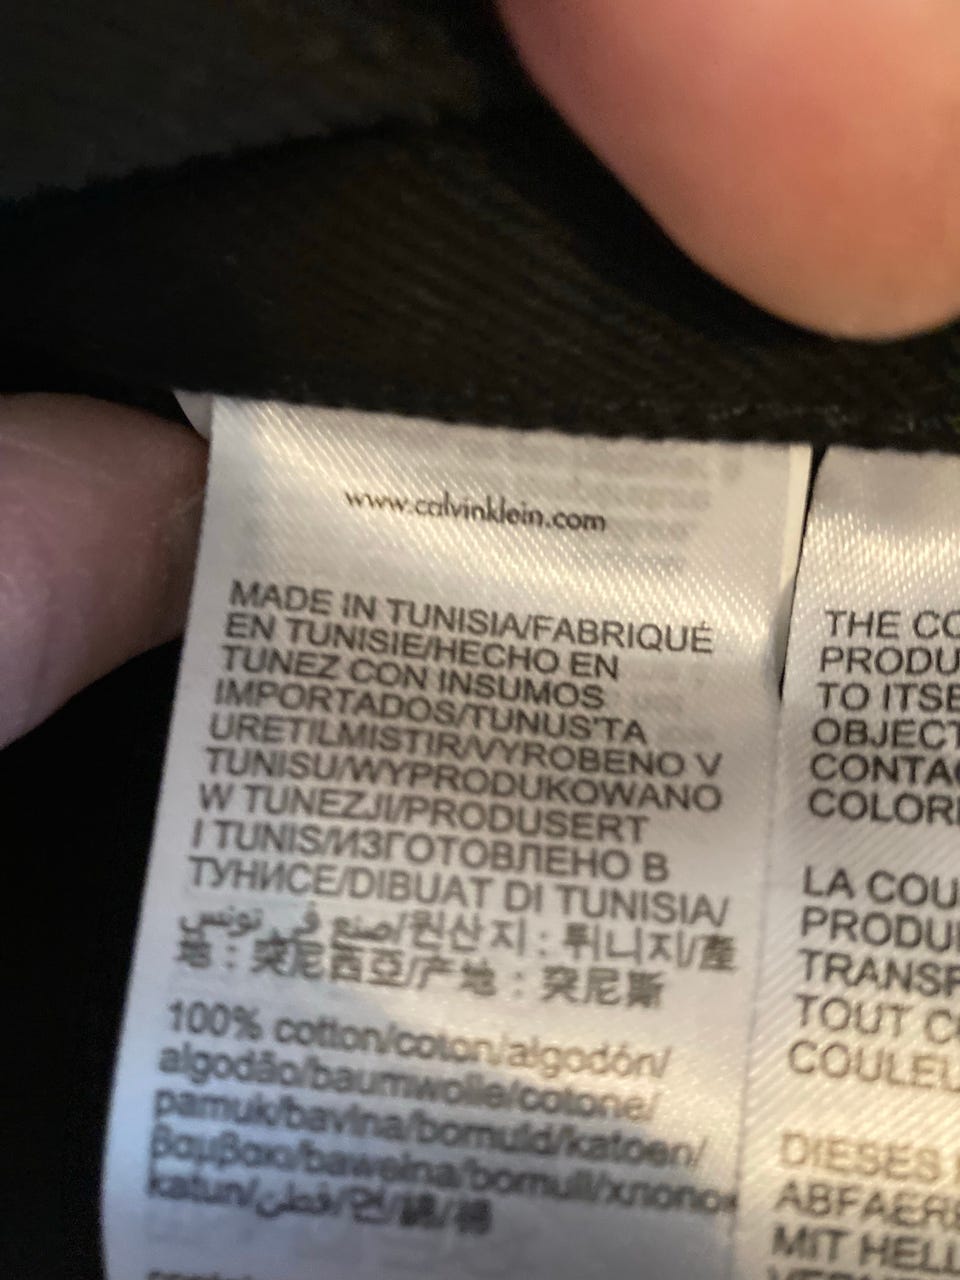 www.calvinklein.com
MADE IN TUNISIA/FABRIQUÉ
EN TUNISIE/HECHO EN
TUNEZ CON INSUMOS
IMPORTADOS/TUNUS'TA
URETILMISTIR/VYROBENO V
TUNISU/WYPRODUKOWANO
W TUNEZJI/PRODUSERT
I TUNIS/ИЗГОТОВЛЕНО В
ТУНИСЕ/DIBUAT DI TUNISIA/
صنع في تونس/원산지 : 튀니지/產
地 : 突尼西亞/产地 : 突尼斯
100% cotton/coton/algodón/
algodão/baumwolle/cotone/
pamuk/bavlna/bomuld/katoen/
βαμβακι/bawelna/bomull/хлопок
katun/قطن/면/綿/棉
THE CO
PRODU
TO ITSE
OBJECT
CONTA
COLOR
LA COU
PRODU
TRANSF
TOUT C
COULEU
DIESES
ABFAER
MIT HELL